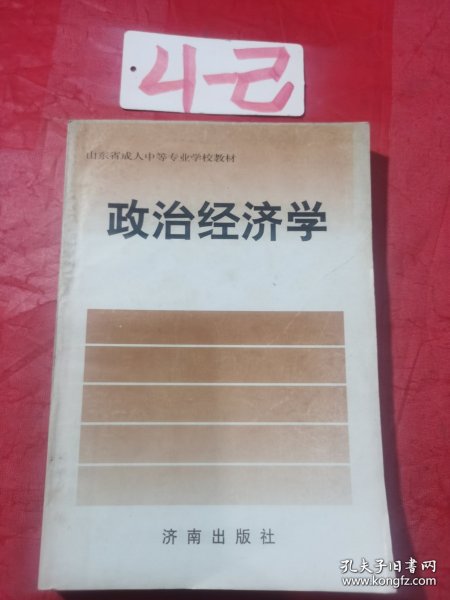 4-己
山东省成人中等专业学校教材
政治经济学
济南出版社
孔夫子旧书网
www.kongfz.com